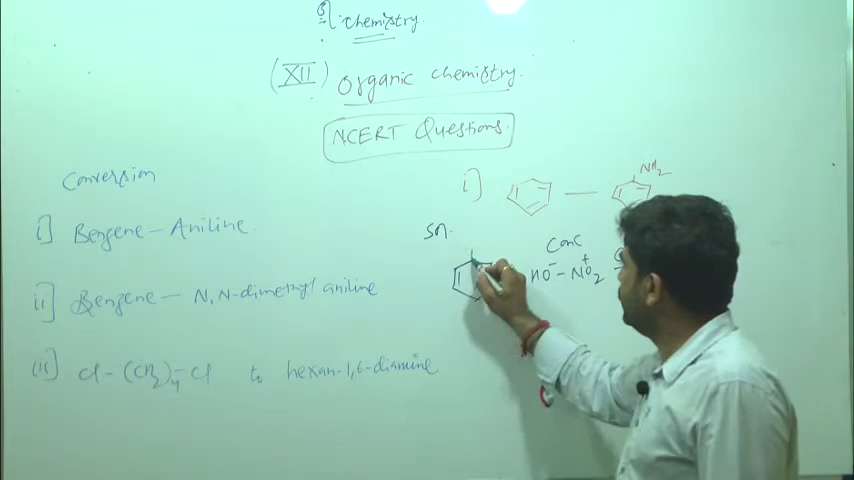 chemistry.
(XII) Organic chemistry.
NCERT Questions.
Conversion
i] Benzene - Aniline
ii] Benzene - N,N-dimethyl aniline
iii] Cl-(CH2)4-Cl to hexan-1,6-diamine
i] NH2
Sol.
Conc
HO- - NO2+